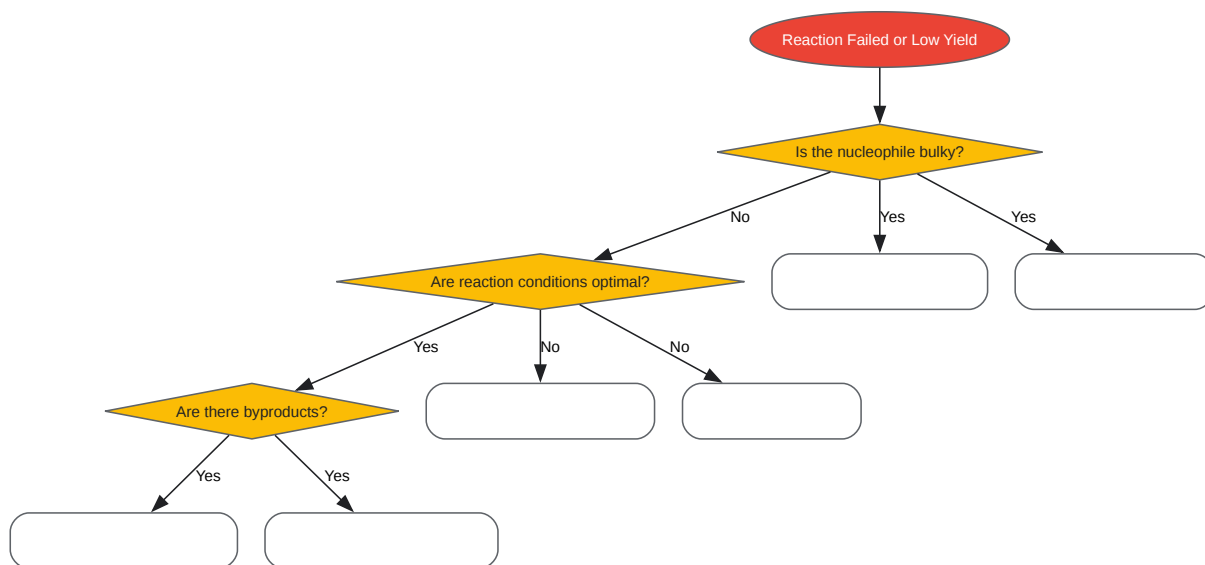 Reaction Failed or Low Yield
Is the nucleophile bulky?
No
Yes
Yes
Are reaction conditions optimal?
Yes
No
No
Are there byproducts?
Yes
Yes